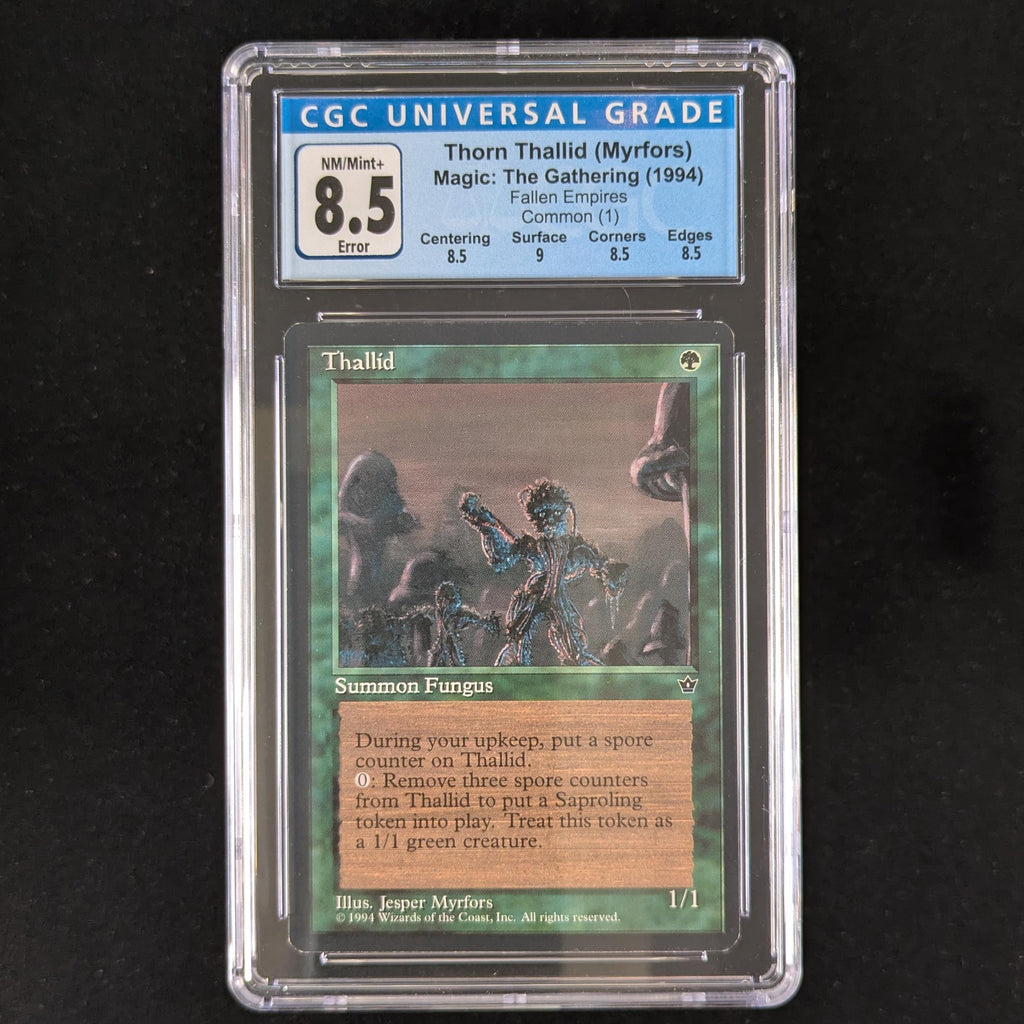 CGC UNIVERSAL GRADE
NM/Mint+
8.5
Error
Thorn Thallid (Myrfors)
Magic: The Gathering (1994)
Fallen Empires
Common (1)
Centering Surface Corners Edges
8.5 9 8.5 8.5
Thallid
Summon Fungus
During your upkeep, put a spore
counter on Thallid.
0: Remove three spore counters
from Thallid to put a Saproling
token into play. Treat this token as
a 1/1 green creature.
Illus. Jesper Myrfors
1/1
© 1994 Wizards of the Coast, Inc. All rights reserved.